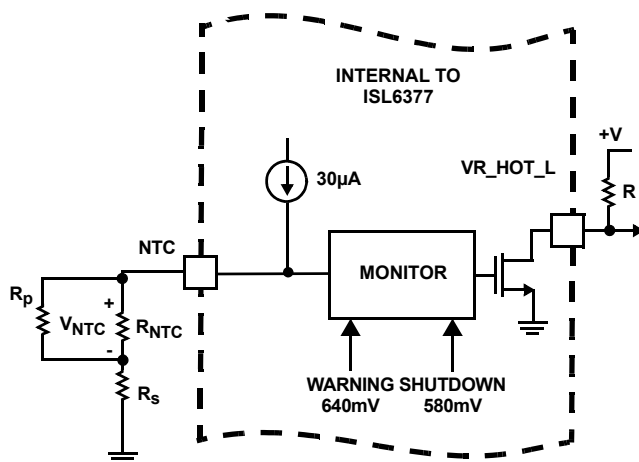 INTERNAL TO
ISL6377
+V
VR_HOT_L
30µA
R
NTC
MONITOR
Rp
+
VNTC
RNTC
-
Rs
WARNING SHUTDOWN
640mV 580mV